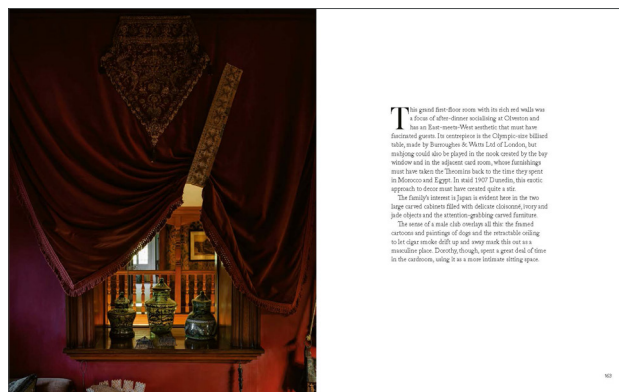 This grand first-floor room with its rich red walls was
a focus of after-dinner socialising at Olveston and
has an East-meets-West aesthetic that must have
fascinated guests. Its centrepiece is the Olympic-size billiard
table, made by Burroughes & Watts Ltd of London, but
mahjong could also be played in the nook created by the bay
window and in the adjacent card room, whose furnishings
must have taken the Theomins back to the time they spent
in Morocco and Egypt. In staid 1907 Dunedin, this exotic
approach to decor must have created quite a stir.
The family's interest in Japan is evident here in the two
large carved cabinets filled with delicate cloisonné, ivory and
jade objects and the attention-grabbing carved furniture.
The sense of a male club overlays all this: the framed
cartoons and paintings of dogs and the retractable ceiling
to let cigar smoke drift up and away mark this out as a
masculine place. Dorothy, though, spent a great deal of time
in the cardroom, using it as a more intimate sitting space.